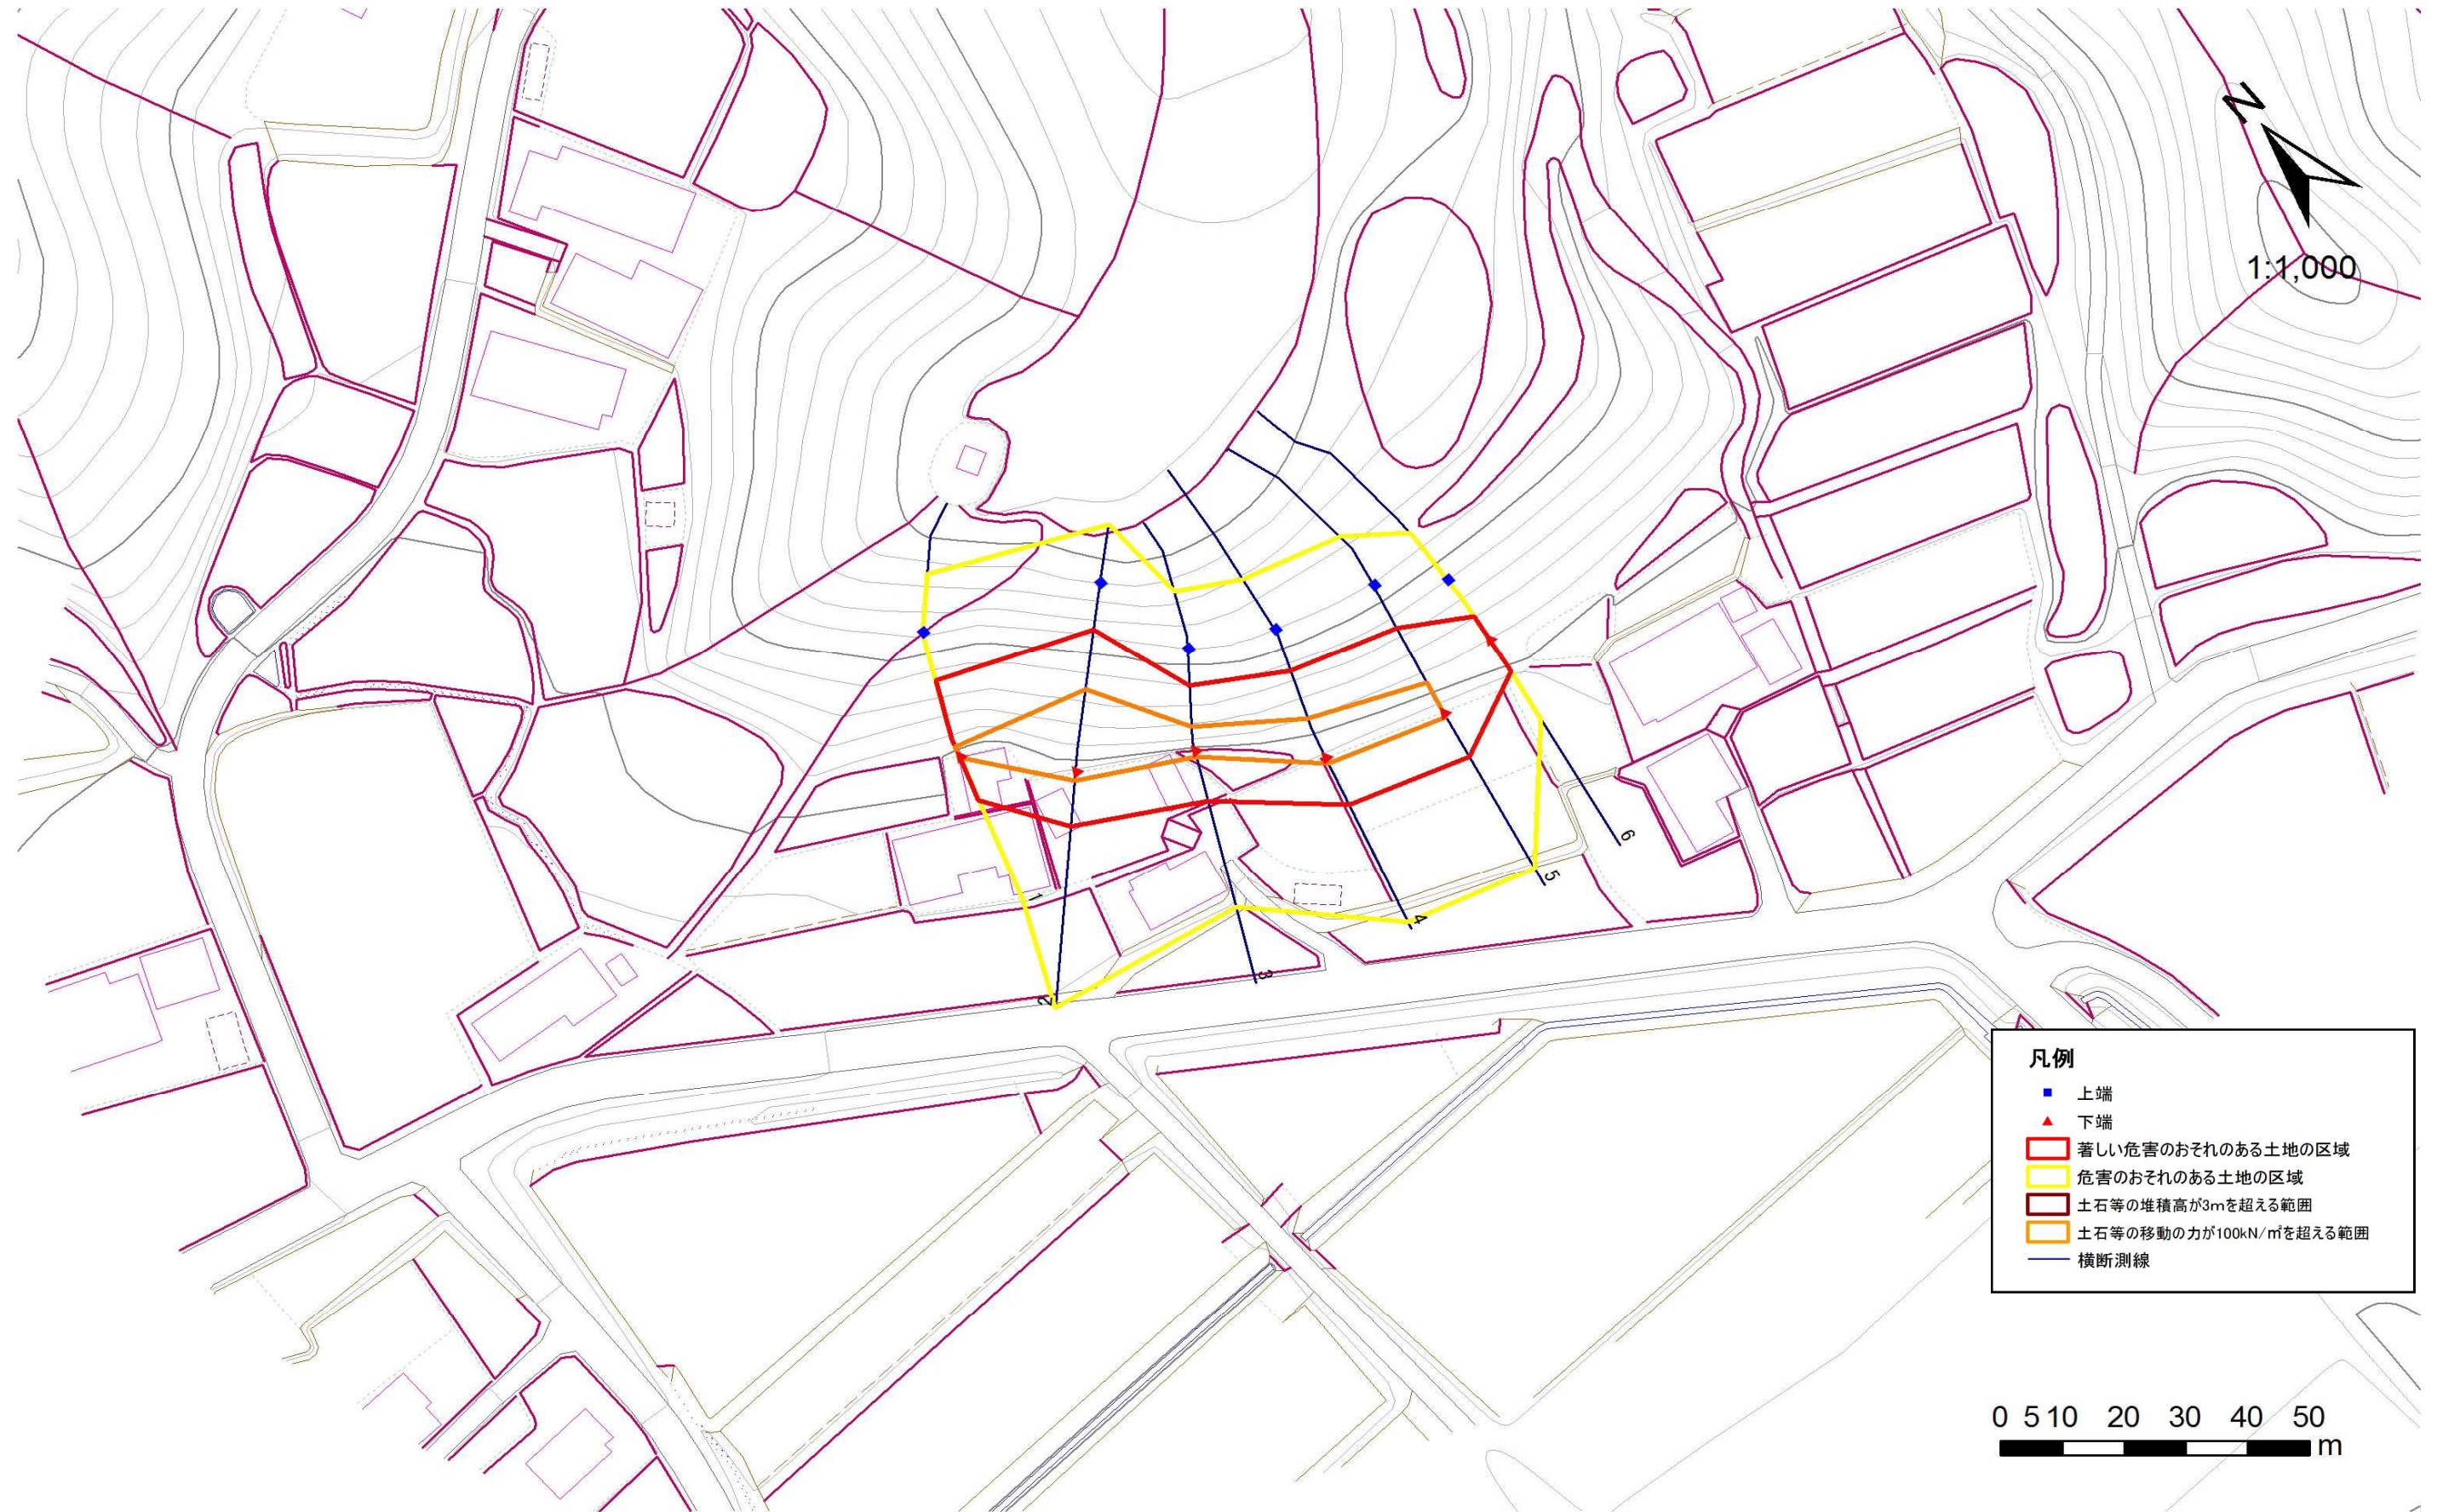 N
1:1,000
1
2
3
4
5
6
凡例
上端
下端
著しい危害のおそれのある土地の区域
危害のおそれのある土地の区域
土石等の堆積高が3mを超える範囲
土石等の移動の力が100kN/㎡を超える範囲
横断測線
0 5 10 20 30 40 50
m